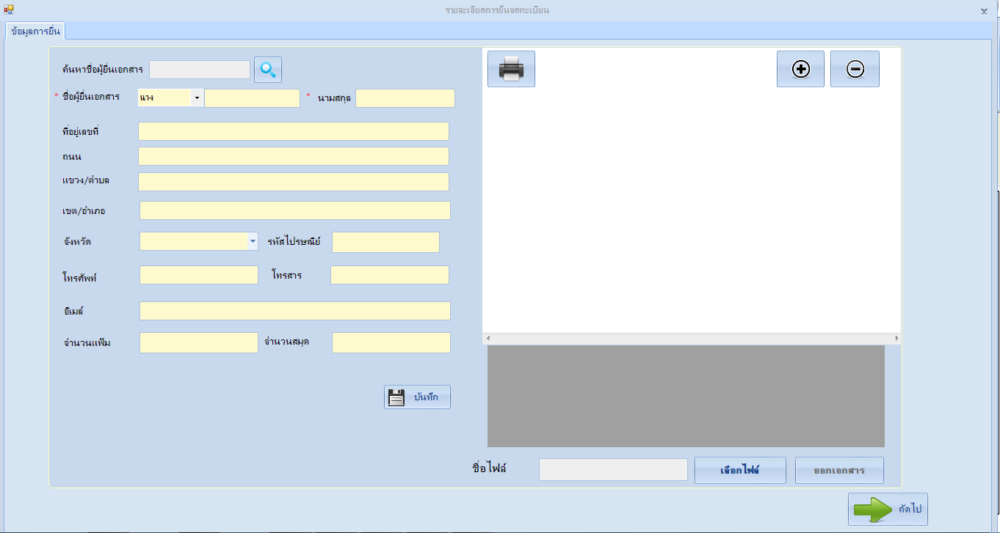 รายละเอียดการยื่นจดทะเบียน
x
ข้อมูลการยื่น
ค้นหาชื่อผู้ยื่นเอกสาร
* ชื่อผู้ยื่นเอกสาร นาง * นามสกุล
ที่อยู่เลขที่
ถนน
แขวง/ตำบล
เขต/อำเภอ
จังหวัด รหัสไปรษณีย์
โทรศัพท์ โทรสาร
อีเมล์
จำนวนแฟ้ม จำนวนสมุด
บันทึก
ชื่อไฟล์ เลือกไฟล์ ออกเอกสาร
ถัดไป